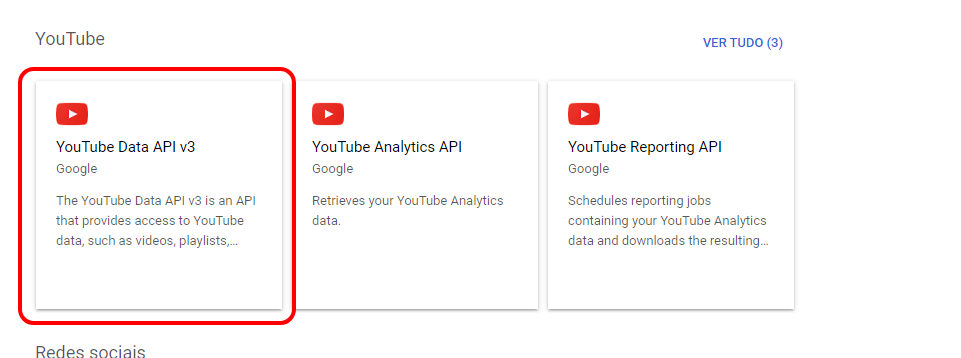 YouTube
VER TUDO (3)
YouTube Data API v3
Google
The YouTube Data API v3 is an API
that provides access to YouTube
data, such as videos, playlists,...
YouTube Analytics API
Google
Retrieves your YouTube Analytics
data.
YouTube Reporting API
Google
Schedules reporting jobs
containing your YouTube Analytics
data and downloads the resulting...
Redes sociais